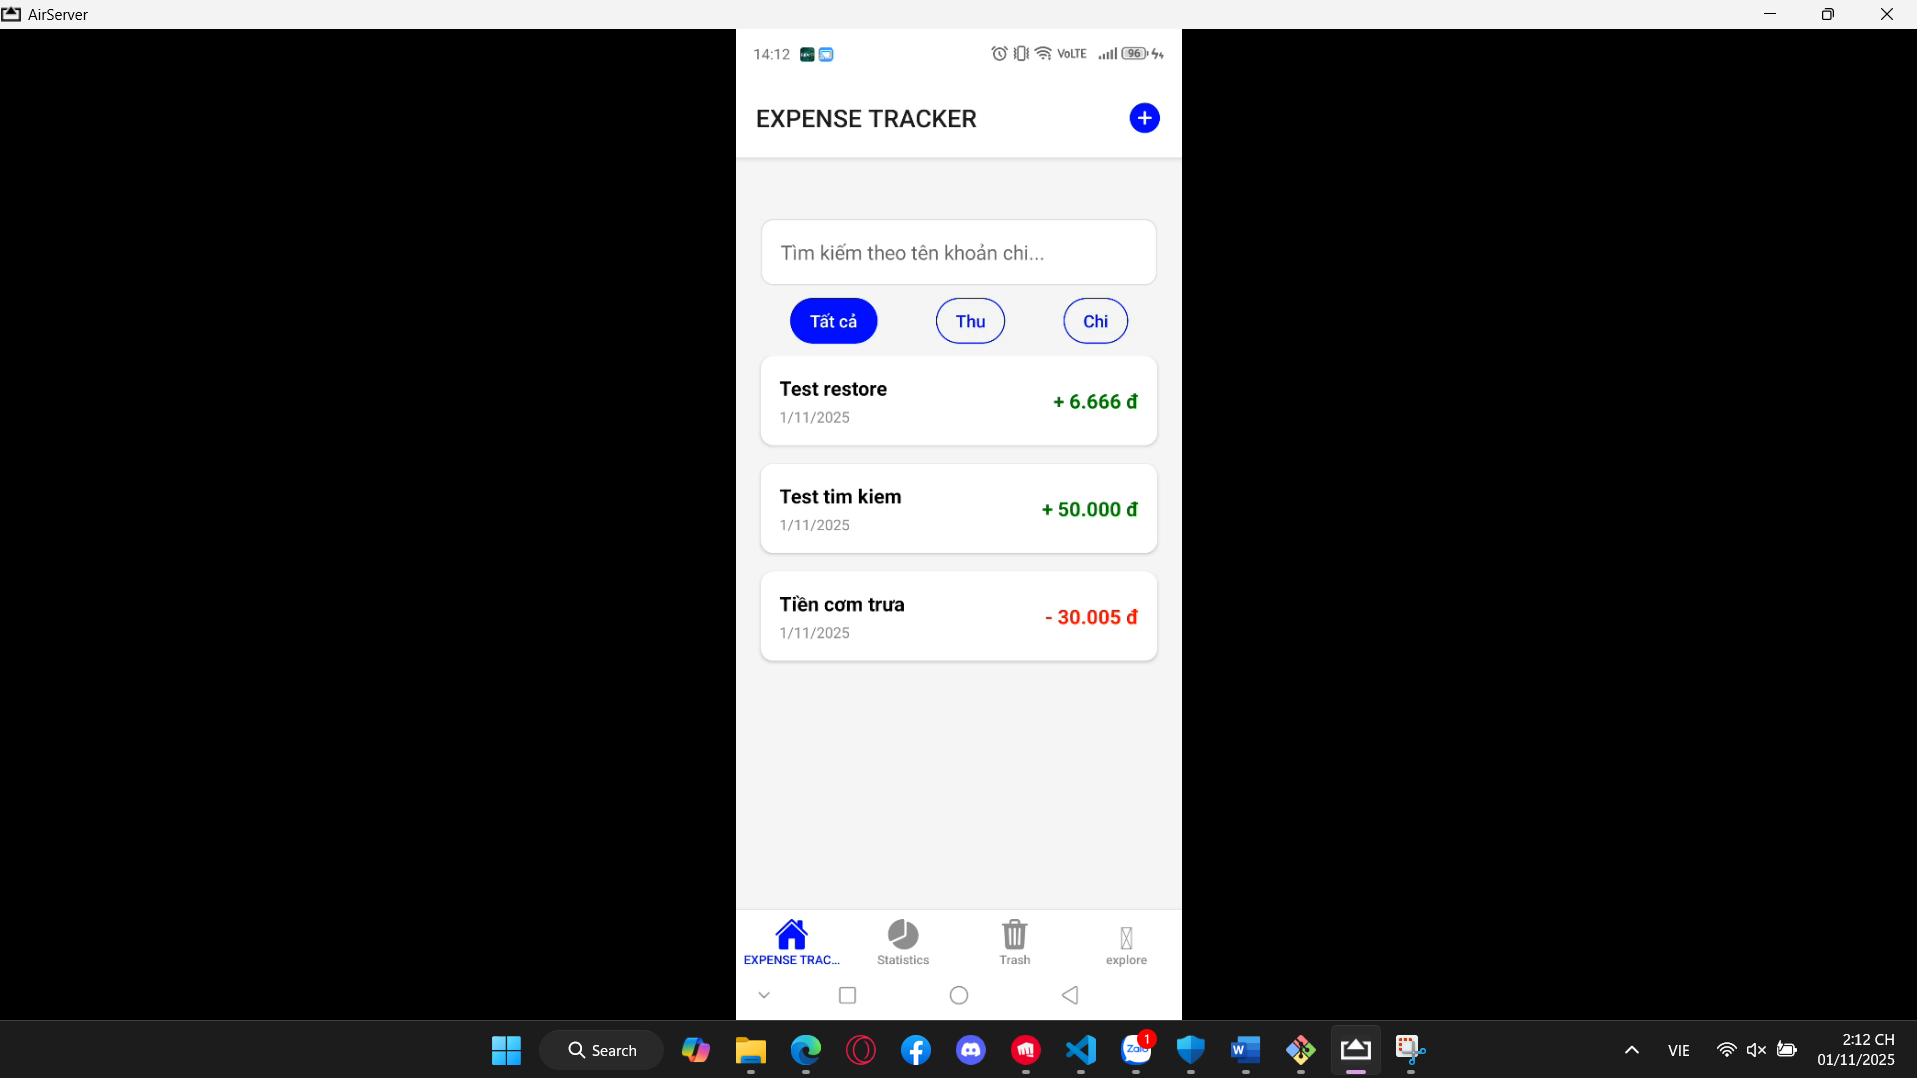 AirServer
14:12
VoLTE
96
EXPENSE TRACKER
Tìm kiếm theo tên khoản chi...
Tất cả
Thu
Chi
Test restore
1/11/2025
+ 6.666 đ
Test tim kiem
1/11/2025
+ 50.000 đ
Tiền cơm trưa
1/11/2025
- 30.005 đ
EXPENSE TRAC...
Statistics
Trash
explore
Search
Zalo
1
W
VIE
2:12 CH
01/11/2025